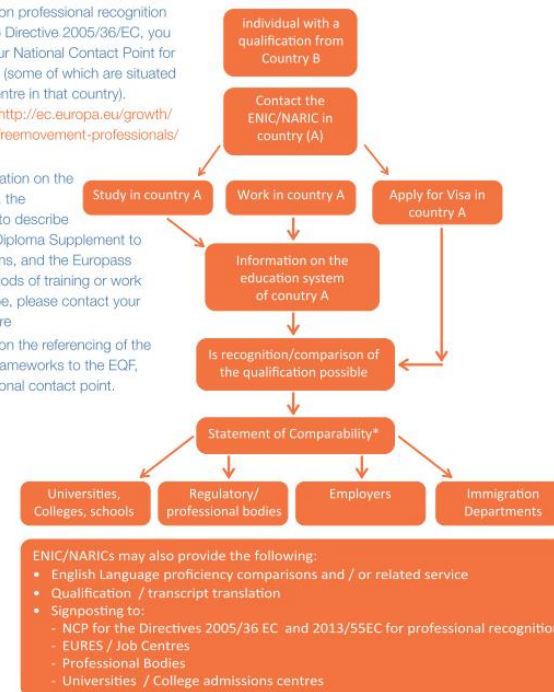 on professional recognition
Directive 2005/36/EC, you
ur National Contact Point for
(some of which are situated
entre in that country).
http://ec.europa.eu/growth/
freemovement-professionals/
ation on the
the
to describe
Diploma Supplement to
ns, and the Europass
ods of training or work
pe, please contact your
re
on the referencing of the
rameworks to the EQF,
onal contact point.
individual with a
qualification from
Country B
Contact the
ENIC/NARIC in
country (A)
Study in country A
Work in country A
Apply for Visa in
country A
Information on the
education system
of conutry A
Is recognition/comparison of
the qualification possible
Statement of Comparability*
Universities,
Colleges, schools
Regulatory/
professional bodies
Employers
Immigration
Departments
ENIC/NARICs may also provide the following:
• English Language proficiency comparisons and / or related service
• Qualification / transcript translation
• Signposting to:
- NCP for the Directives 2005/36 EC and 2013/55EC for professional recognition
- EURES / Job Centres
- Professional Bodies
- Universities / College admissions centres